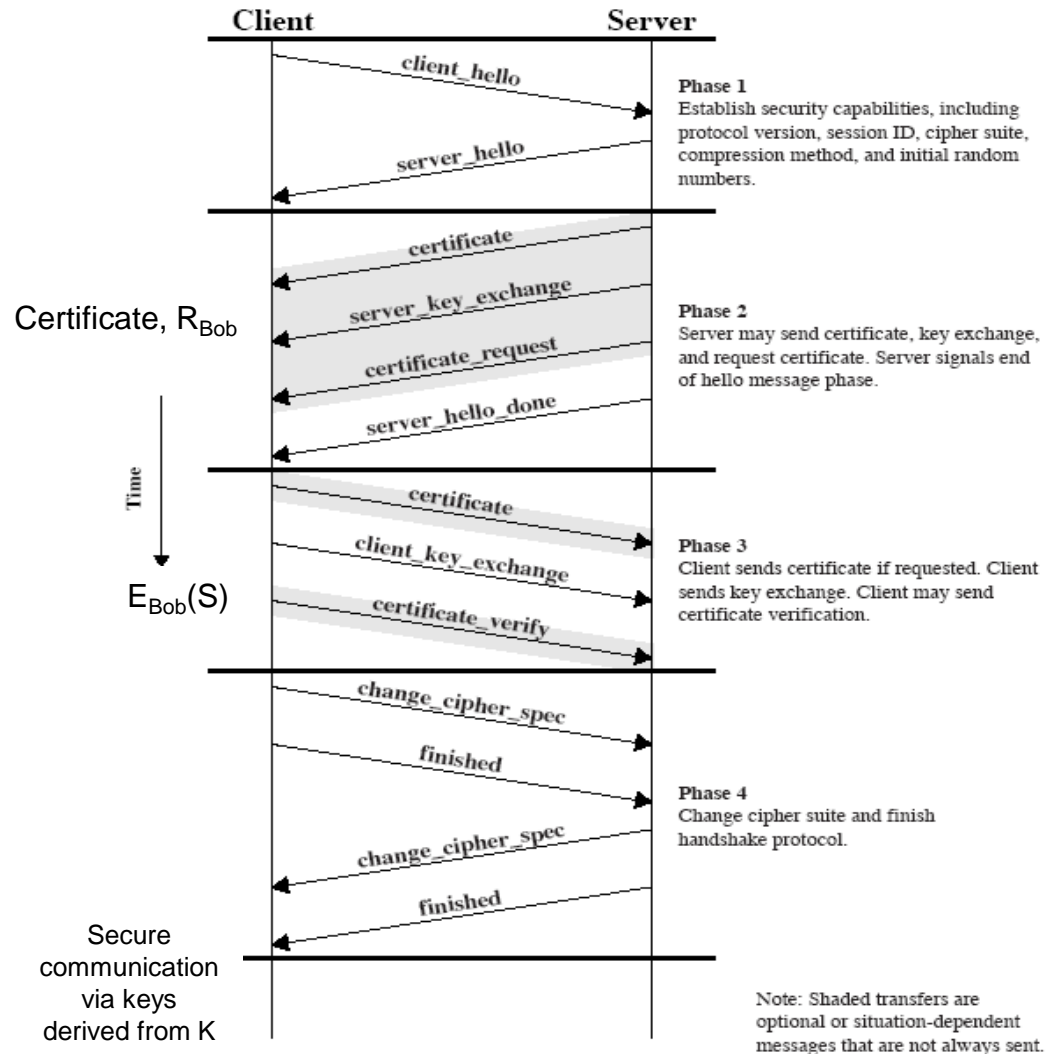 Client
Server
client_hello
server_hello
Phase 1
Establish security capabilities, including
protocol version, session ID, cipher suite,
compression method, and initial random
numbers.
certificate
server_key_exchange
certificate_request
server_hello_done
Certificate, R_Bob
Phase 2
Server may send certificate, key exchange,
and request certificate. Server signals end
of hello message phase.
Time
certificate
client_key_exchange
certificate_verify
E_Bob(S)
Phase 3
Client sends certificate if requested. Client
sends key exchange. Client may send
certificate verification.
change_cipher_spec
finished
change_cipher_spec
finished
Phase 4
Change cipher suite and finish
handshake protocol.
Secure
communication
via keys
derived from K
Note: Shaded transfers are
optional or situation-dependent
messages that are not always sent.